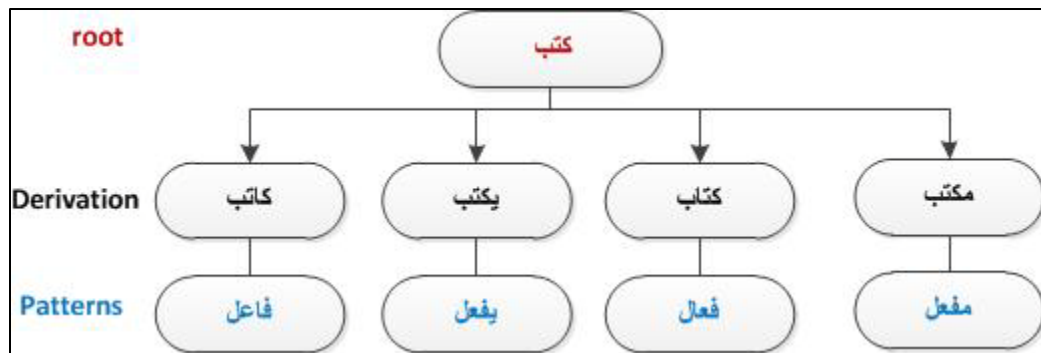 root كتب
Derivation كاتب يكتب كتاب مكتب
Patterns فاعل يفعل فعال مفعل